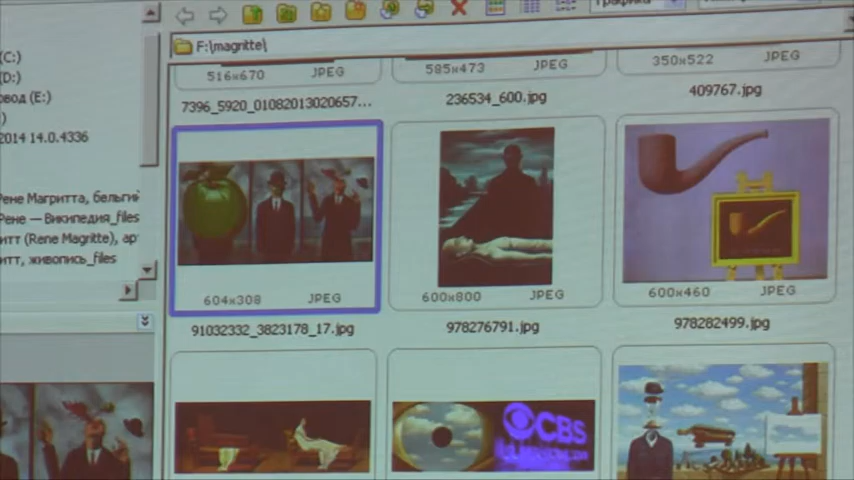 F:\magritte\
(C:)
(D:)
овод (E:)
)
2014 14.0.4336
Рене Магритта, бельгий
Рене — Википедия_files
итт (Rene Magritte), ар
итт, живопись_files
516x670 JPEG
585x473 JPEG
350x522 JPEG
7396_5920_01082013020657...
236534_600.jpg
409767.jpg
604x308 JPEG
600x800 JPEG
600x460 JPEG
91032332_3823178_17.jpg
978276791.jpg
978282499.jpg
CBS